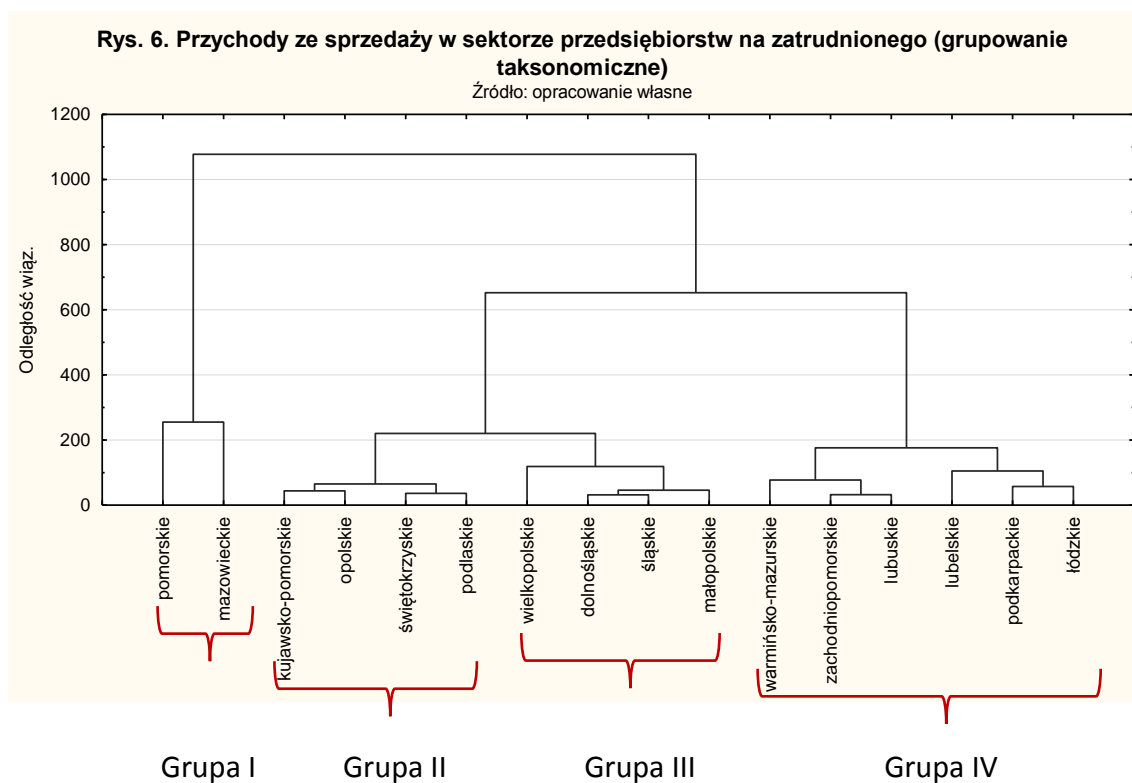 Rys. 6. Przychody ze sprzedaży w sektorze przedsiębiorstw na zatrudnionego (grupowanie
taksonomiczne)
Źródło: opracowanie własne
1200
1000
800
600
400
200
0
Odległość wiąz.
pomorskie
mazowieckie
kujawsko-pomorskie
opolskie
świętokrzyskie
podlaskie
wielkopolskie
dolnośląskie
śląskie
małopolskie
warmińsko-mazurskie
zachodniopomorskie
lubuskie
lubelskie
podkarpackie
łódzkie
Grupa I
Grupa II
Grupa III
Grupa IV